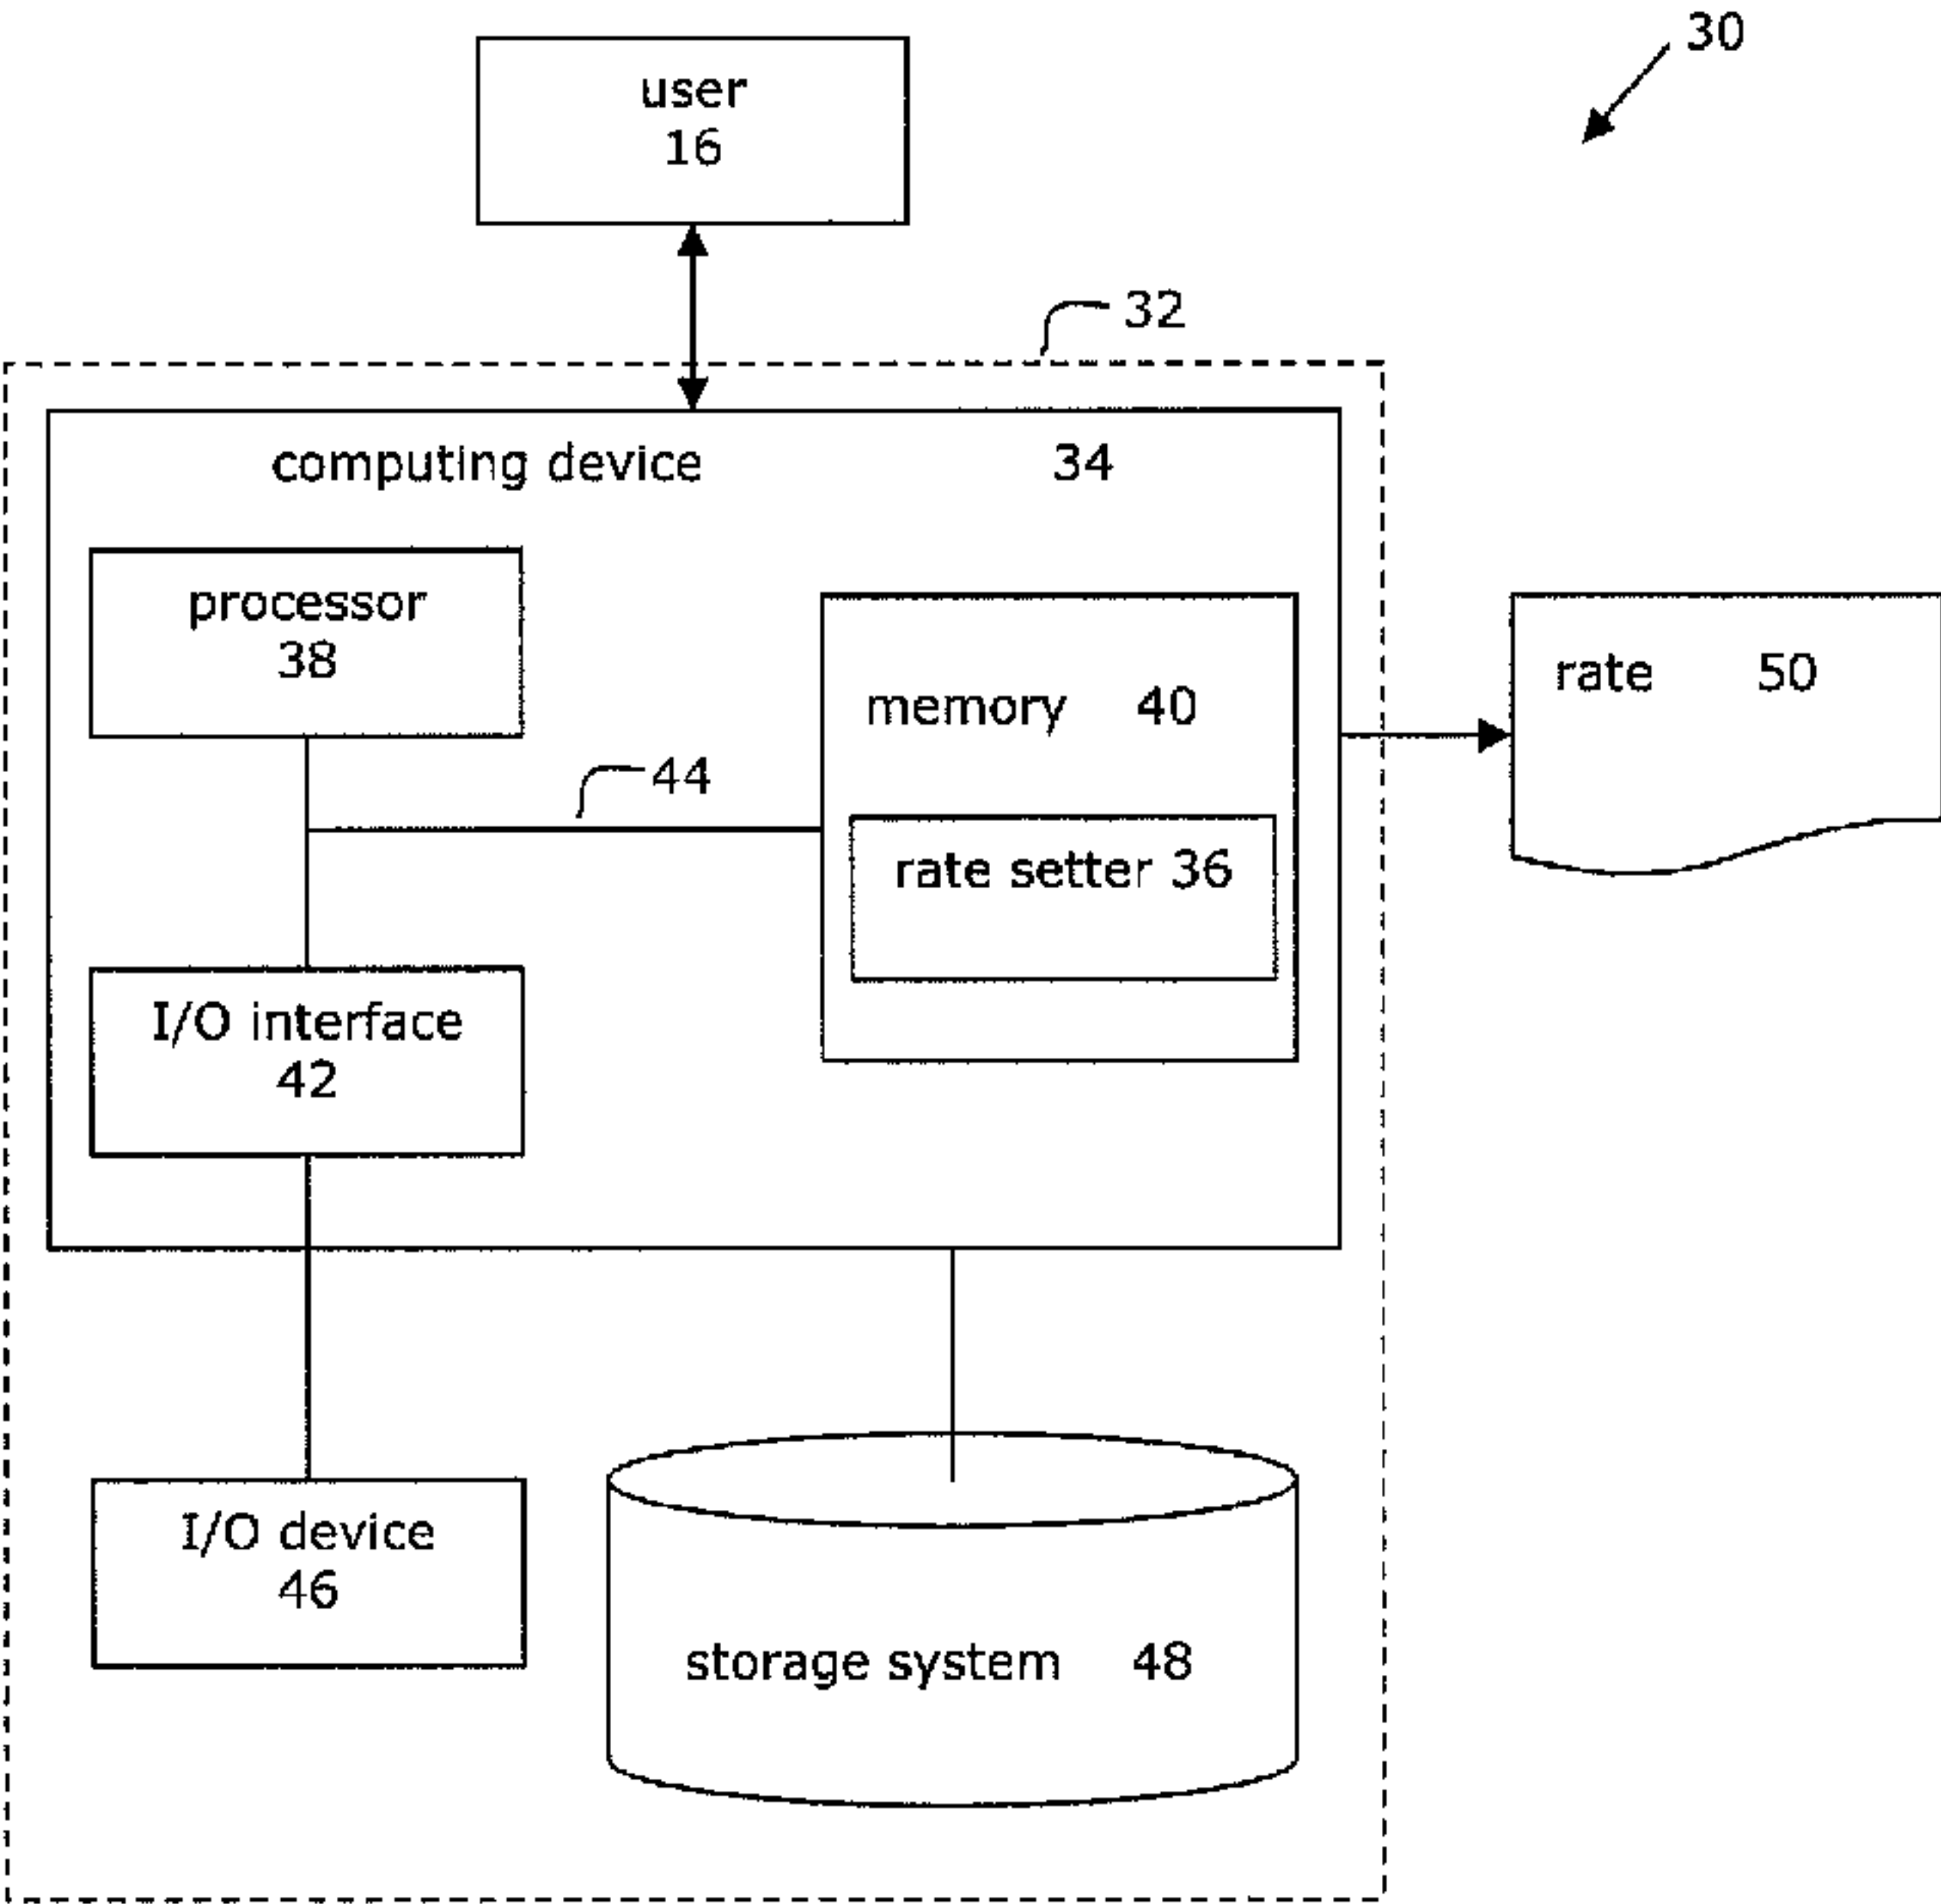 30
user
16
32
computing device 34
processor
38
memory 40
rate 50
44
rate setter 36
I/O interface
42
I/O device
46
storage system 48